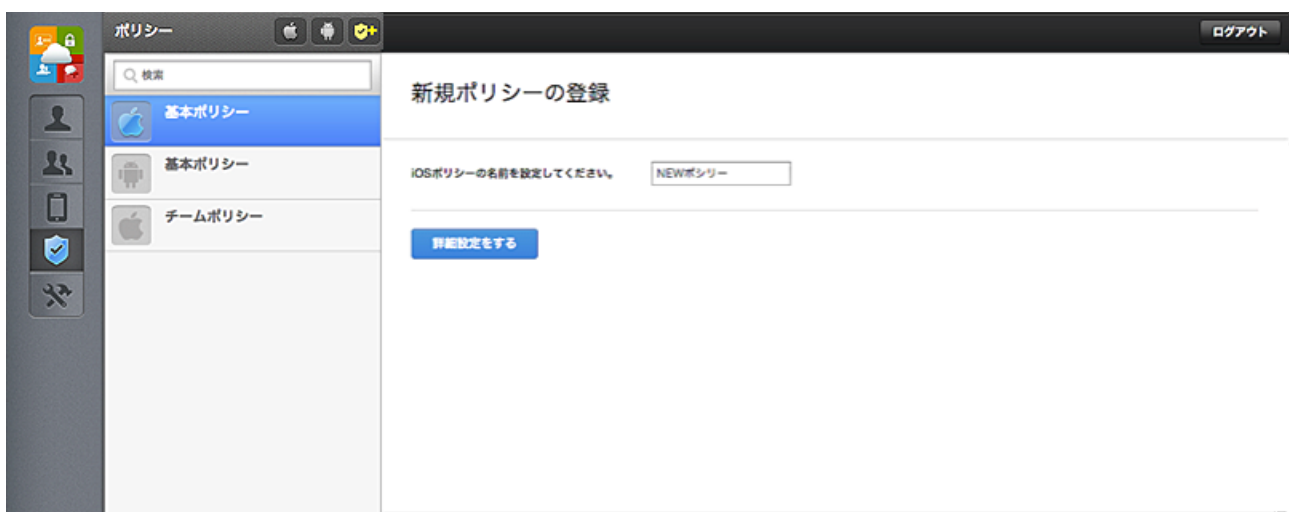 ポリシー
ログアウト
検索
基本ポリシー
基本ポリシー
チームポリシー
新規ポリシーの登録
iOSポリシーの名前を設定してください。
NEWポシリー
詳細設定をする